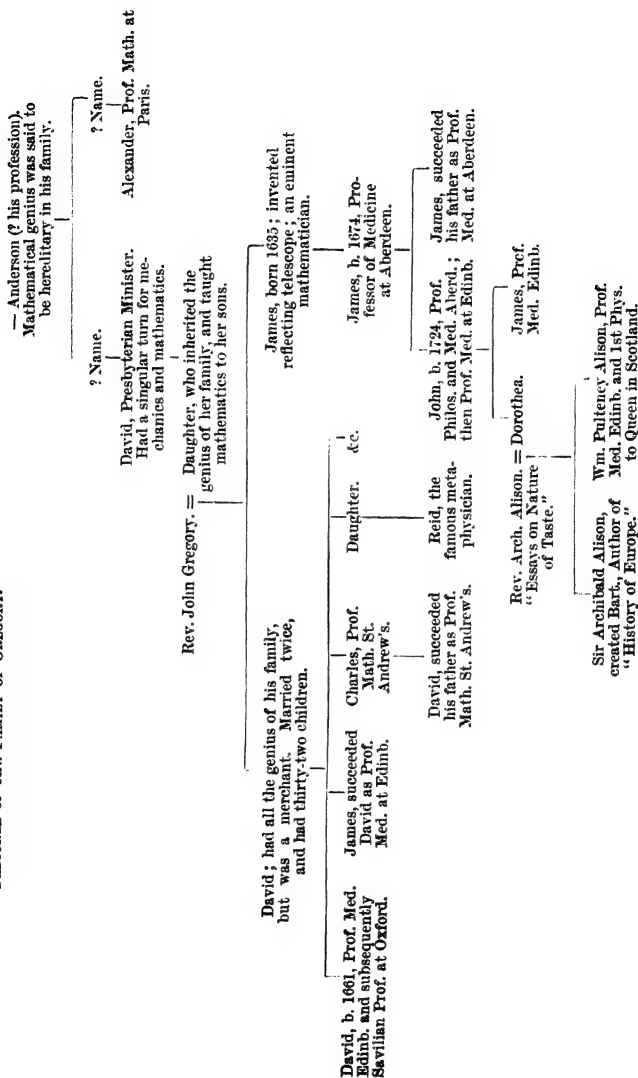 — Anderson (? his profession).
Mathematical genius was said to
be hereditary in his family.
? Name.
? Name.
David, Presbyterian Minister.
Had a singular turn for me-
chanics and mathematics.
Alexander, Prof. Math. at
Paris.
Rev. John Gregory. = Daughter, who inherited the
genius of her family, and taught
mathematics to her sons.
David; had all the genius of his family,
but was a merchant. Married twice,
and had thirty-two children.
James, born 1635; invented
reflecting telescope; an eminent
mathematician.
David, b. 1661, Prof. Med.
Edinb. and subsequently
Savilian Prof. at Oxford.
James, succeeded
David as Prof.
Med. at Edinb.
Charles, Prof.
Math. St.
Andrew's.
Daughter.
&c.
James, b. 1674, Pro-
fessor of Medicine
at Aberdeen.
David, succeeded
his father as Prof.
Math. St. Andrew's.
Reid, the
famous meta-
physician.
John, b. 1724, Prof.
Philos. and Med. Aberd.;
then Prof. Med. at Edinb.
James, succeeded
his father as Prof.
Med. at Aberdeen.
Rev. Arch. Alison. = Dorothea.
"Essays on Nature
of Taste."
James, Prof.
Med. Edinb.
Sir Archibald Alison,
created Bart., Author of
"History of Europe."
Wm. Pulteney Alison, Prof.
Med. Edinb. and 1st Phys.
to Queen in Scotland.